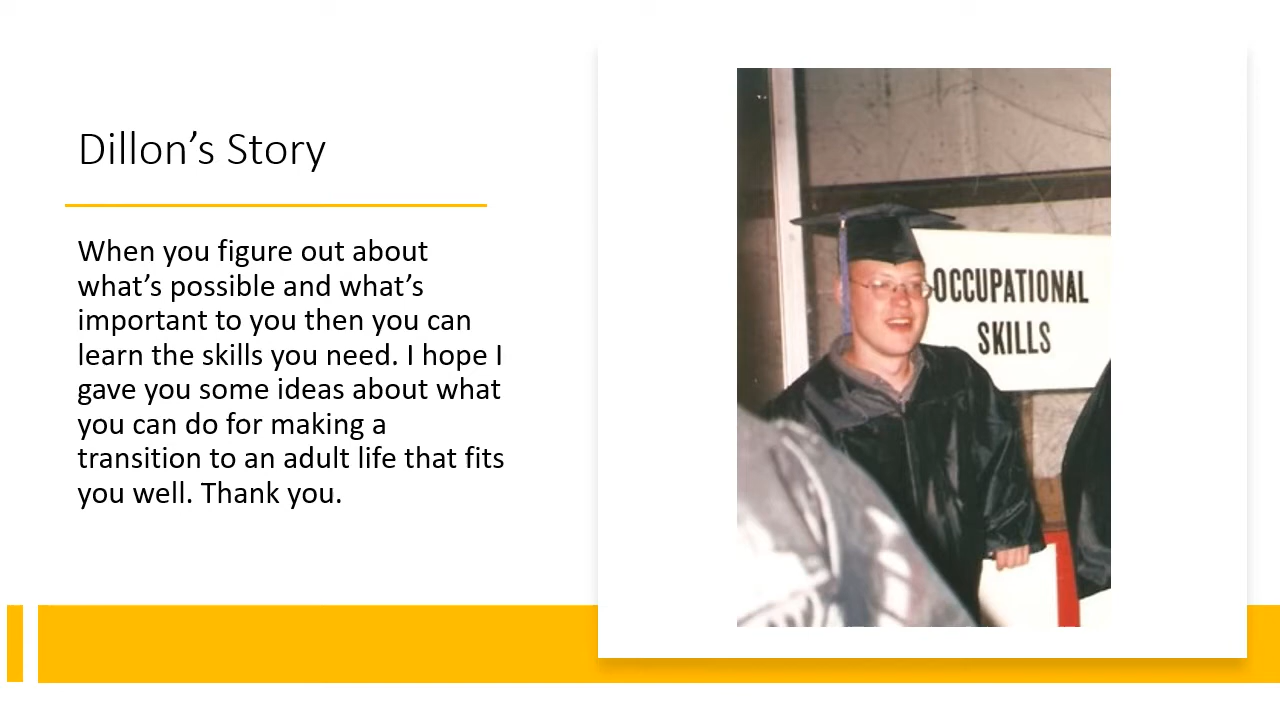 Dillon’s Story
When you figure out about
what’s possible and what’s
important to you then you can
learn the skills you need. I hope I
gave you some ideas about what
you can do for making a
transition to an adult life that fits
you well. Thank you.
OCCUPATIONAL
SKILLS